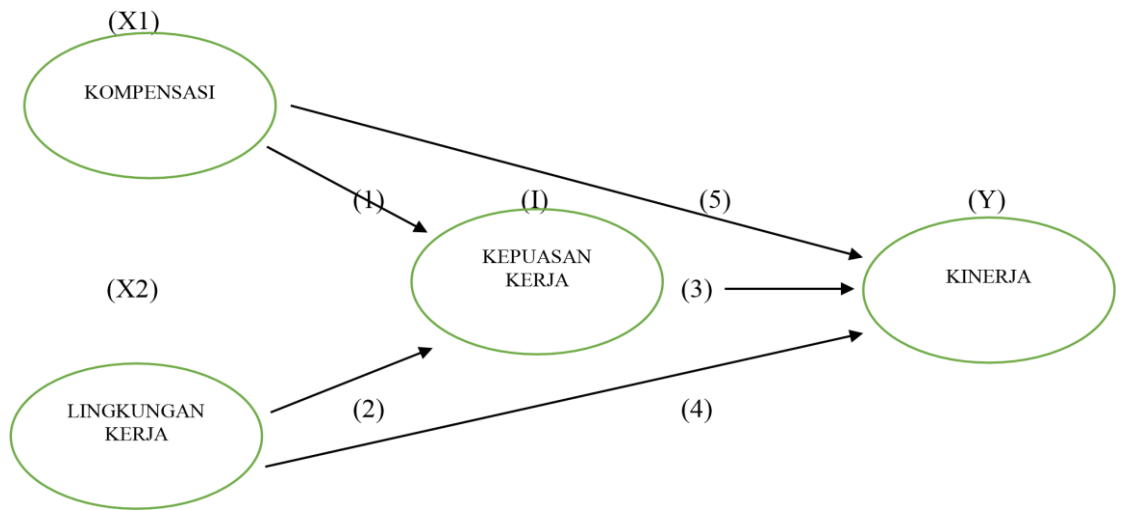 (X1)
KOMPENSASI
(1)
(I)
(5)
(Y)
KEPUASAN
KERJA
KINERJA
(X2)
(3)
LINGKUNGAN
KERJA
(2)
(4)